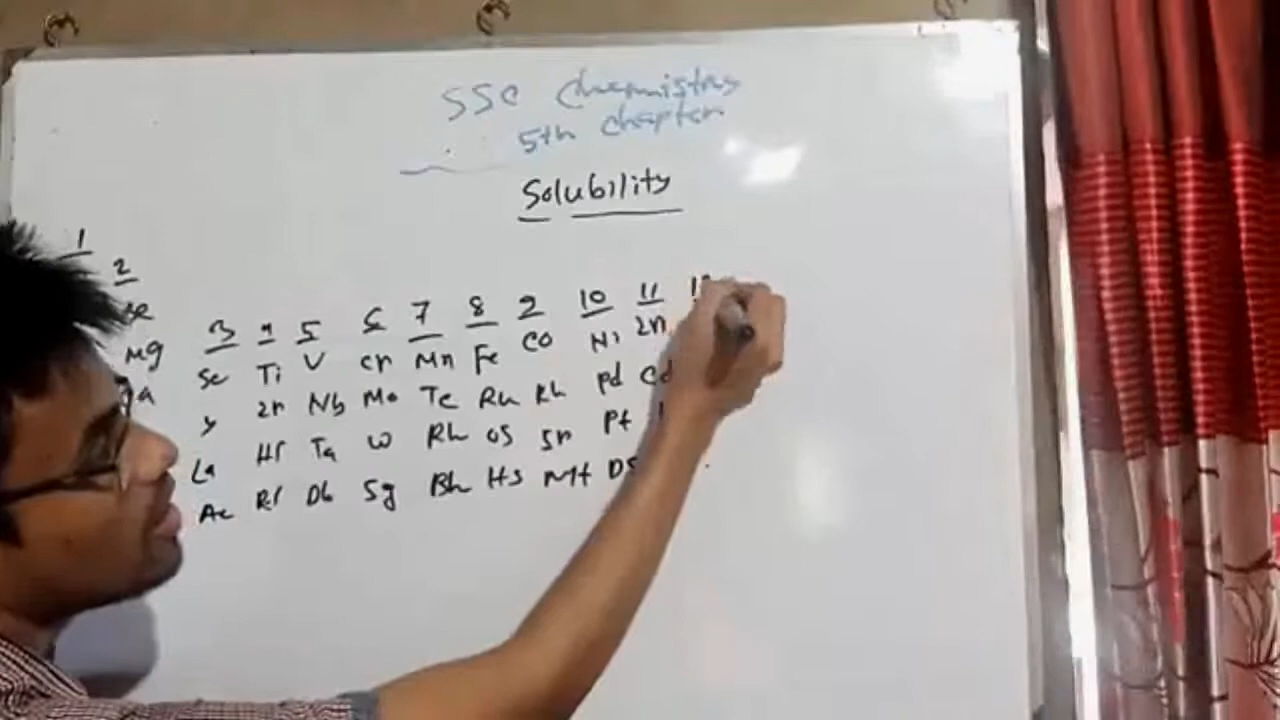 SSC Chemistry
5th chapter
Solubility
1
2
3 4 5 6 7 8 9 10 11
Mg
Sc Ti V Cr Mn Fe Co Ni Zn
Y Zr Nb Mo Tc Ru Rh Pd Cd
La Hf Ta W Rh OS Pt
Ac Rf Db Sg Bh HS Mt DS